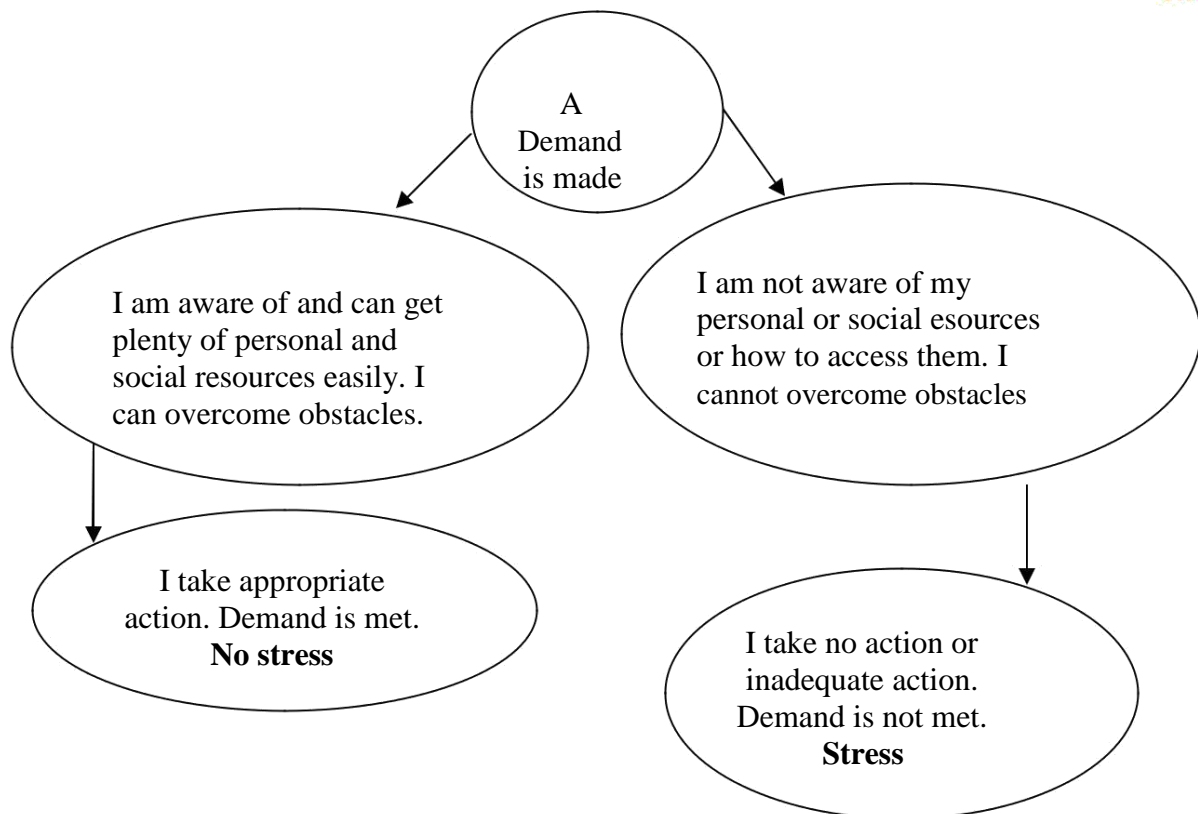 A
Demand
is made
I am aware of and can get
plenty of personal and
social resources easily. I
can overcome obstacles.
I am not aware of my
personal or social esources
or how to access them. I
cannot overcome obstacles
I take appropriate
action. Demand is met.
No stress
I take no action or
inadequate action.
Demand is not met.
Stress